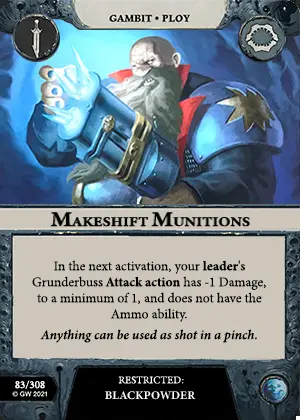 GAMBIT • PLOY
MAKESHIFT MUNITIONS
In the next activation, your leader's
Grunderbuss Attack action has -1 Damage,
to a minimum of 1, and does not have the
Ammo ability.
Anything can be used as shot in a pinch.
83/308
© GW 2021
RESTRICTED:
BLACKPOWDER